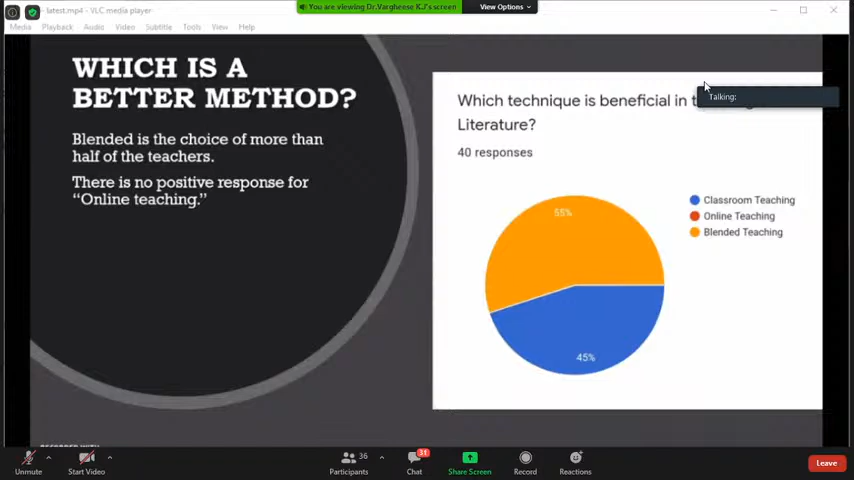 latest.mp4 - VLC media player
You are viewing Dr.Varghese K.J's screen
View Options
Media Playback Audio Video Subtitle Tools View Help
WHICH IS A
BETTER METHOD?
Blended is the choice of more than
half of the teachers.
There is no positive response for
“Online teaching.”
Which technique is beneficial in
Talking:
Literature?
40 responses
55%
45%
Classroom Teaching
Online Teaching
Blended Teaching
RECORDED WITH
Unmute
Start Video
36
Participants
31
Chat
Share Screen
Record
Reactions
Leave